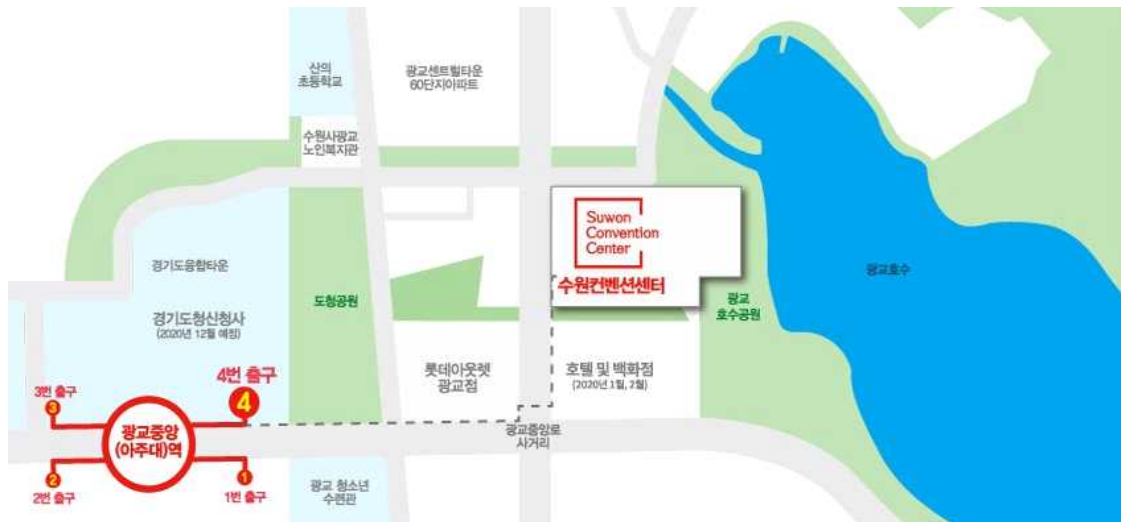 산의
초등학교
광교센트럴타운
60단지아파트
수원시광교
노인복지관
Suwon
Convention
Center
수원컨벤션센터
경기도융합타운
도청공원
광교호수
광교
호수공원
경기도청신청사
(2020년 12월 예정)
롯데아웃렛
광교점
호텔 및 백화점
(2020년 1월, 2월)
4번 출구
4
3번 출구
3
광교중앙
(아주대)역
광교중앙로
사거리
2
2번 출구
1
1번 출구
광교 청소년
수련관